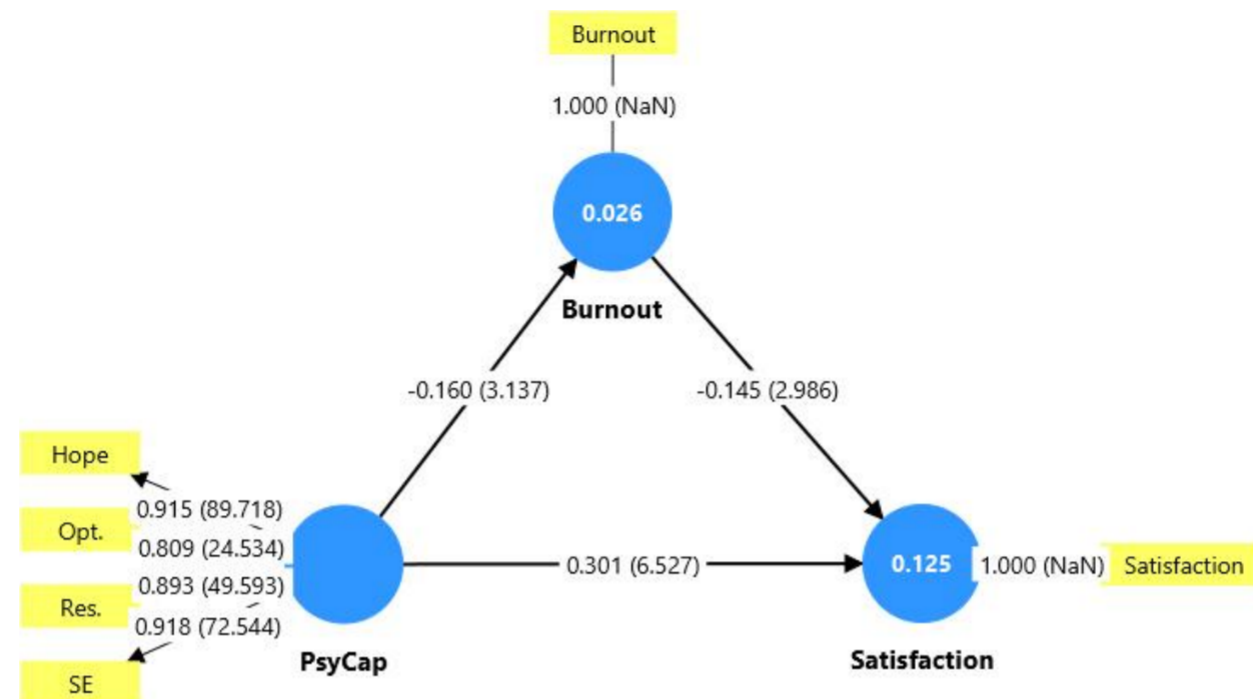 Burnout
1.000 (NaN)
0.026
Burnout
-0.160 (3.137)
-0.145 (2.986)
Hope
0.915 (89.718)
Opt.
0.809 (24.534)
0.893 (49.593)
Res.
0.918 (72.544)
SE
PsyCap
0.301 (6.527)
0.125
1.000 (NaN)
Satisfaction
Satisfaction